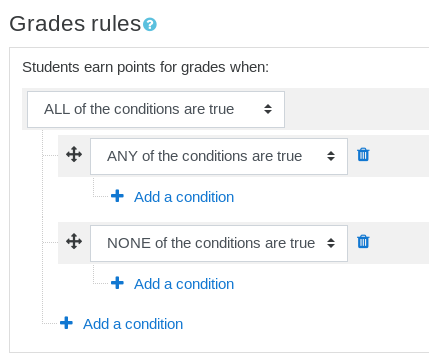 Grades rules?
Students earn points for grades when:
ALL of the conditions are true
ANY of the conditions are true
Add a condition
NONE of the conditions are true
Add a condition
Add a condition